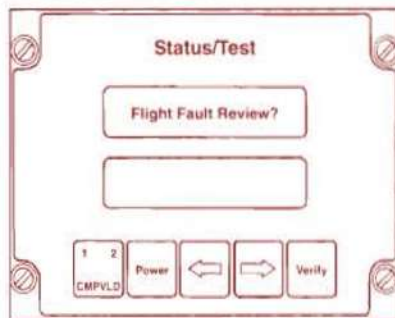 Status/Test
Flight Fault Review?
1 2
CMPVLD
Power
Verify